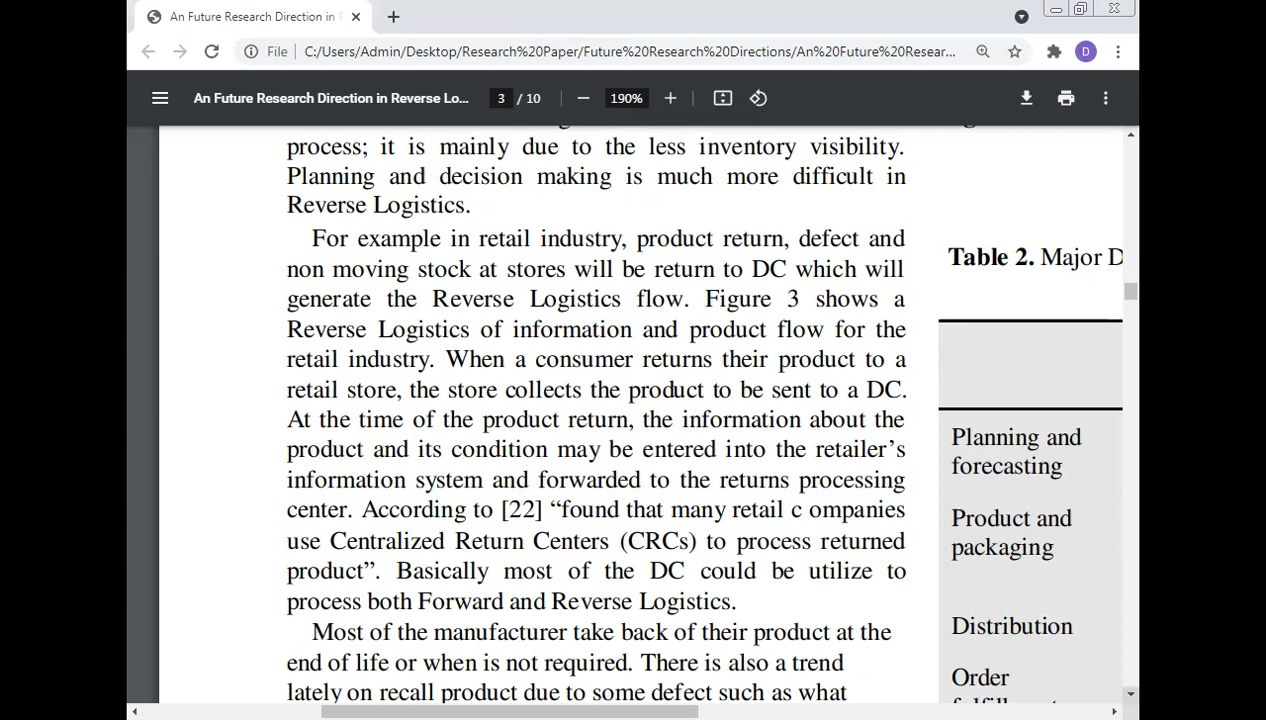 An Future Research Direction in
File
C:/Users/Admin/Desktop/Research%20Paper/Future%20Research%20Directions/An%20Future%20Resear...
D
An Future Research Direction in Reverse Lo...
3 / 10
190%
process; it is mainly due to the less inventory visibility.
Planning and decision making is much more difficult in
Reverse Logistics.
For example in retail industry, product return, defect and
non moving stock at stores will be return to DC which will
generate the Reverse Logistics flow. Figure 3 shows a
Reverse Logistics of information and product flow for the
retail industry. When a consumer returns their product to a
retail store, the store collects the product to be sent to a DC.
At the time of the product return, the information about the
product and its condition may be entered into the retailer’s
information system and forwarded to the returns processing
center. According to [22] “found that many retail c ompanies
use Centralized Return Centers (CRCs) to process returned
product”. Basically most of the DC could be utilize to
process both Forward and Reverse Logistics.
Most of the manufacturer take back of their product at the
end of life or when is not required. There is also a trend
lately on recall product due to some defect such as what
Table 2. Major D
Planning and
forecasting
Product and
packaging
Distribution
Order